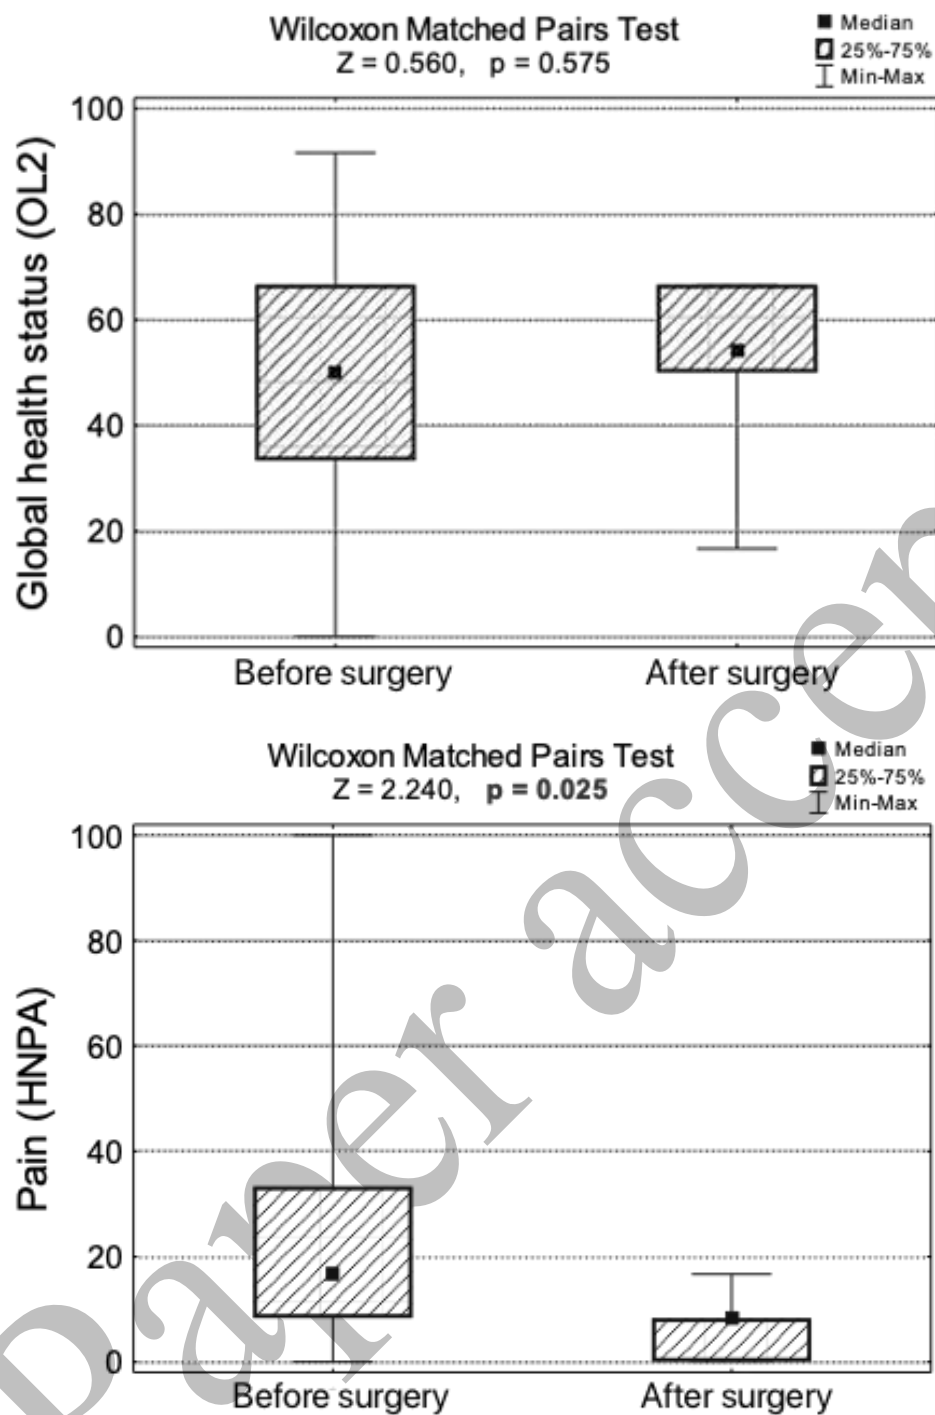 Wilcoxon Matched Pairs Test
Z = 0.560, p = 0.575
Median
25%-75%
Min-Max
Global health status (OL2)
100
80
60
40
20
0
Before surgery After surgery
Wilcoxon Matched Pairs Test
Z = 2.240, p = 0.025
Median
25%-75%
Min-Max
Pain (HNPA)
100
80
60
40
20
0
Before surgery After surgery
Paper accep